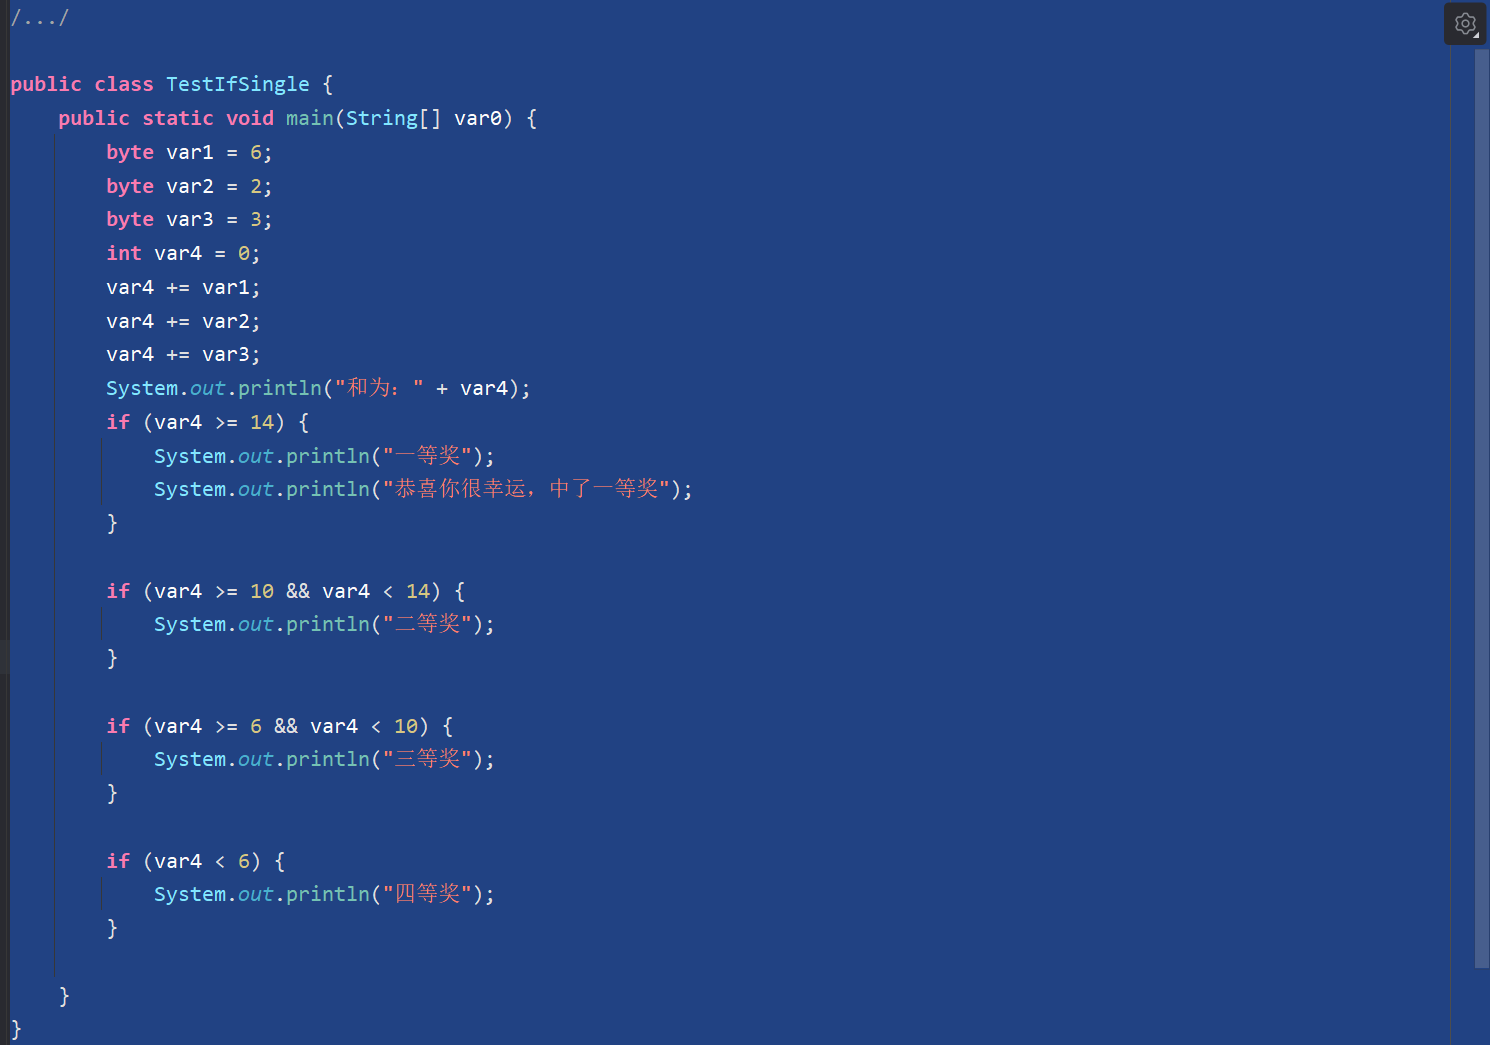 /.../
public class TestIfSingle {
public static void main(String[] var0) {
byte var1 = 6;
byte var2 = 2;
byte var3 = 3;
int var4 = 0;
var4 += var1;
var4 += var2;
var4 += var3;
System.out.println("和为：" + var4);
if (var4 >= 14) {
System.out.println("一等奖");
System.out.println("恭喜你很幸运，中了一等奖");
}
if (var4 >= 10 && var4 < 14) {
System.out.println("二等奖");
}
if (var4 >= 6 && var4 < 10) {
System.out.println("三等奖");
}
if (var4 < 6) {
System.out.println("四等奖");
}
}
}